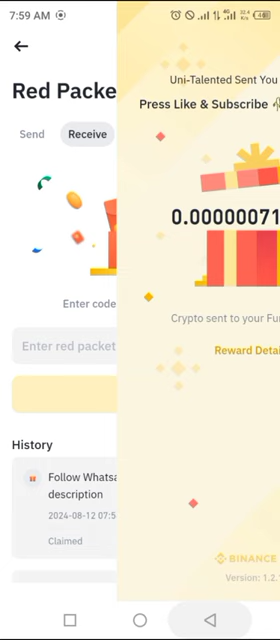 7:59 AM
Red Packe
Send Receive
Enter code
Enter red packet
History
Follow Whatsa
description
2024-08-12 07:5
Claimed
Uni-Talented Sent You
Press Like & Subscribe
0.00000071
Crypto sent to your Fun
Reward Detai
BINANCE
Version: 1.2.